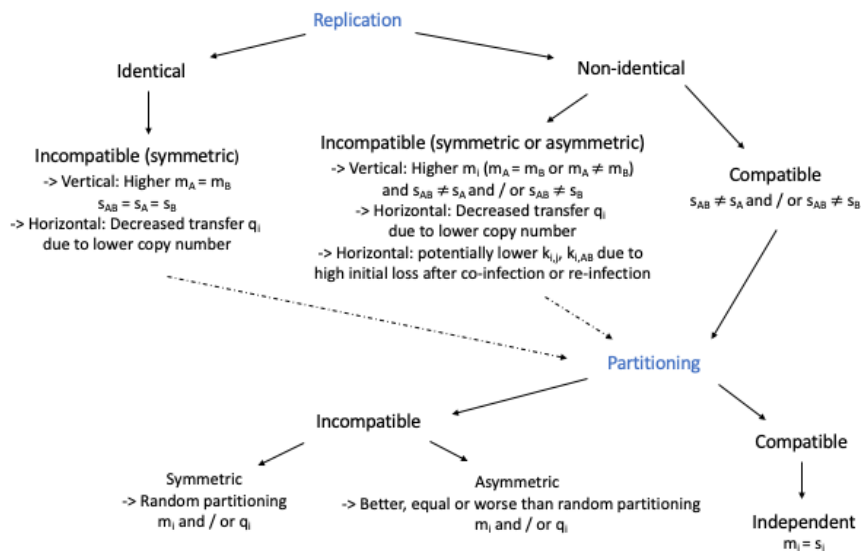 Replication
Identical
Non-identical
Incompatible (symmetric)
-> Vertical: Higher mA = mB
sAB = sA = sB
-> Horizontal: Decreased transfer qi
due to lower copy number
Incompatible (symmetric or asymmetric)
-> Vertical: Higher mi (mA = mB or mA ≠ mB)
and sAB ≠ sA and / or sAB ≠ sB
-> Horizontal: Decreased transfer qi
due to lower copy number
-> Horizontal: potentially lower ki,j, ki,AB due to
high initial loss after co-infection or re-infection
Compatible
sAB ≠ sA and / or sAB ≠ sB
Partitioning
Incompatible
Compatible
Symmetric
-> Random partitioning
mi and / or qi
Asymmetric
-> Better, equal or worse than random partitioning
mi and / or qi
Independent
mi = si